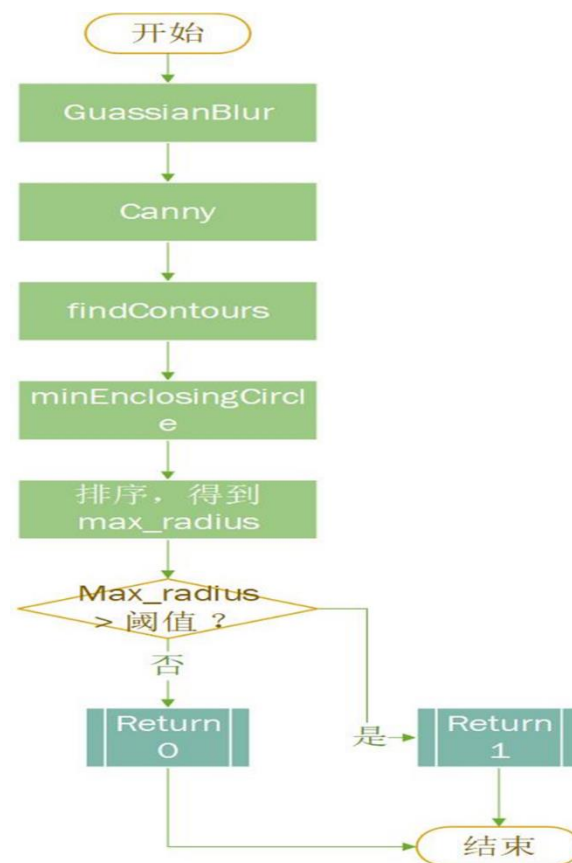 开始
GuassianBlur
Canny
findContours
minEnclosingCircl
e
排序，得到
max_radius
Max_radius
> 阈值？
否
Return
0
是
Return
1
结束